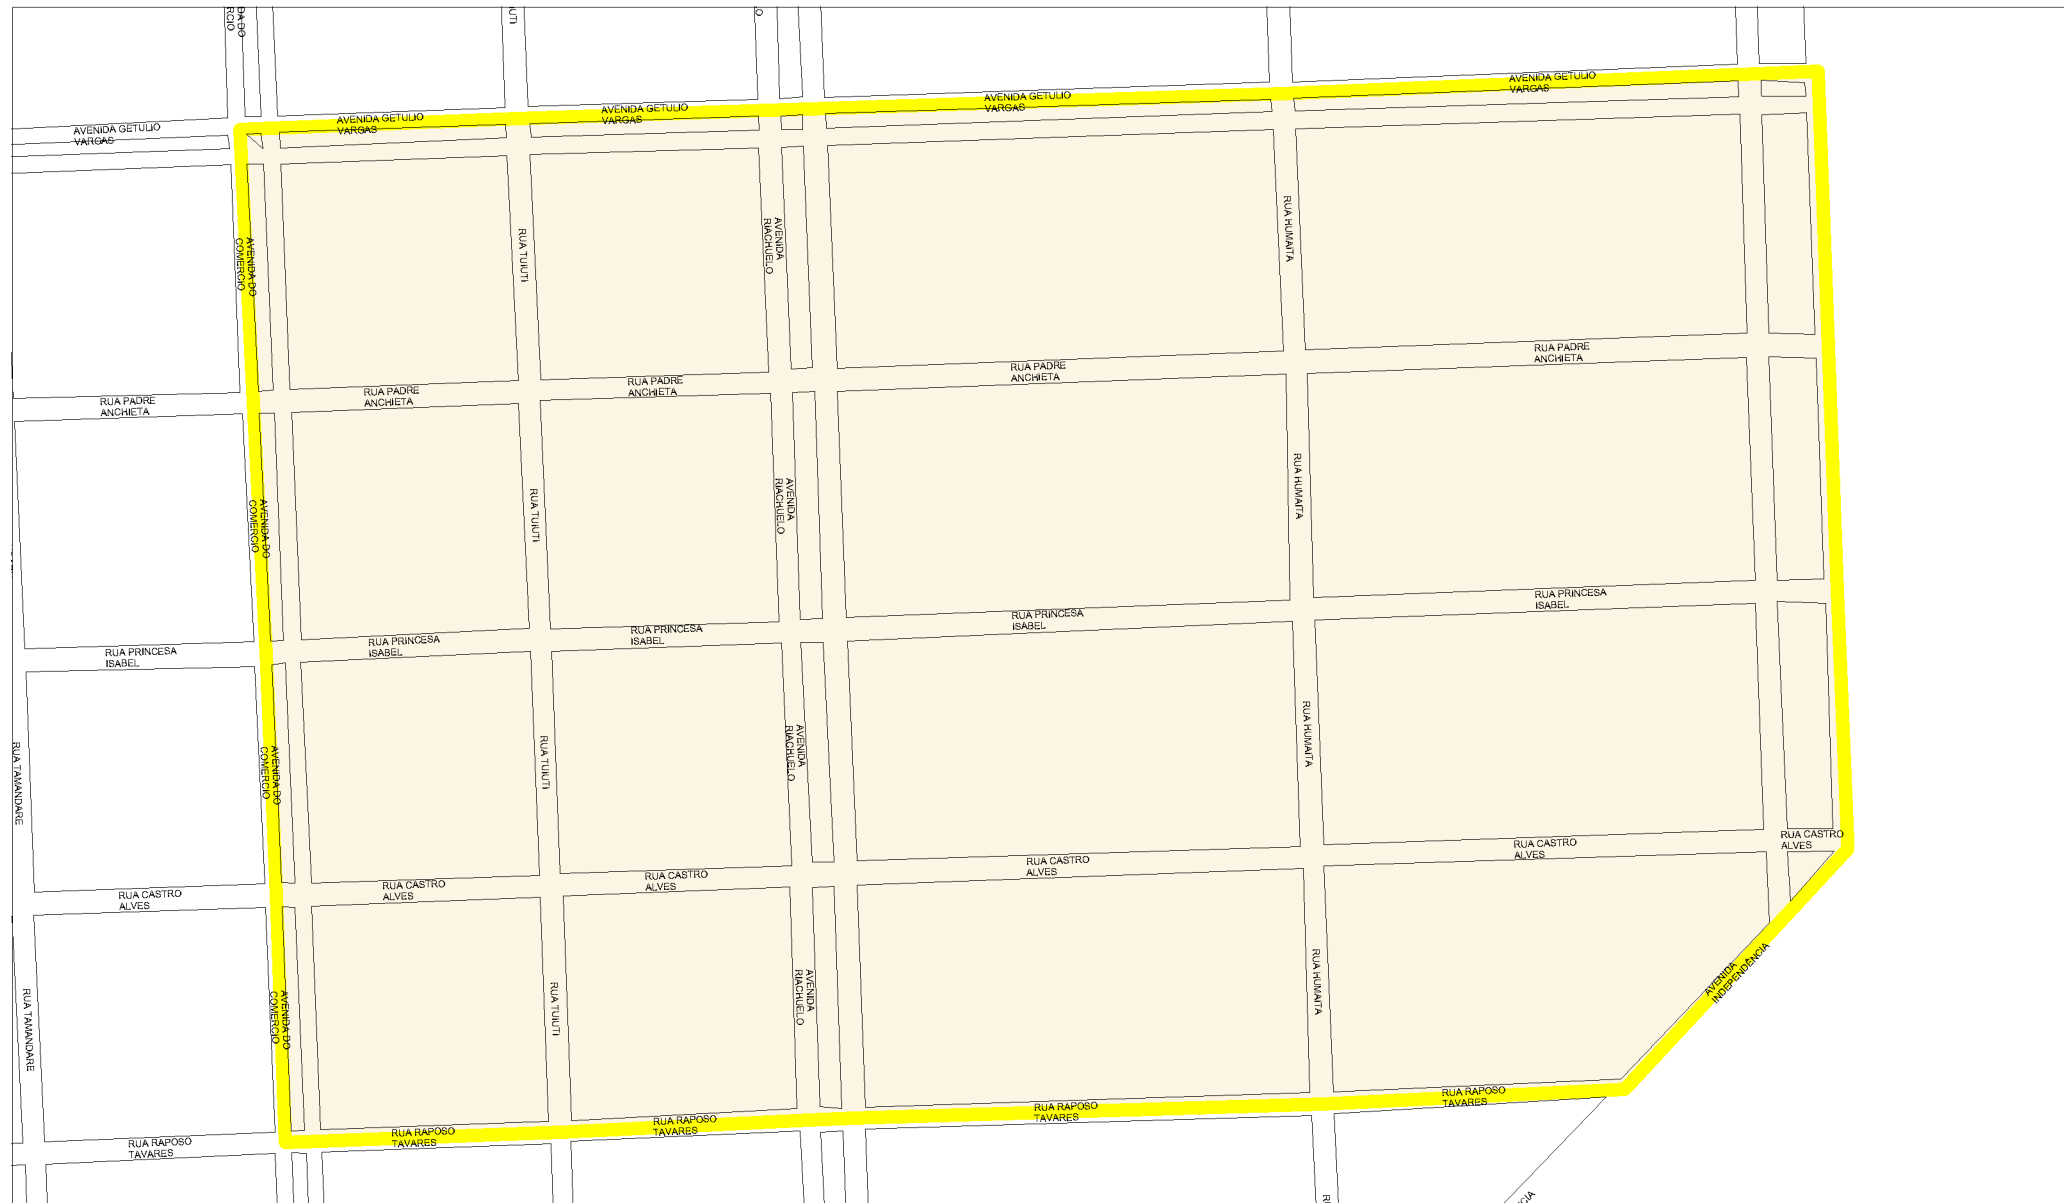 DA DO
RCIO
IUTI
O
AVENIDA GETULIO
VARGAS
AVENIDA GETULIO
VARGAS
AVENIDA GETULIO
VARGAS
AVENIDA GETULIO
VARGAS
AVENIDA GETULIO
VARGAS
AVENIDA DO
COMERCIO
RUA TUIUTI
AVENIDA
RIACHUELO
RUA HUMAITA
RUA PADRE
ANCHIETA
RUA PADRE
ANCHIETA
RUA PADRE
ANCHIETA
RUA PADRE
ANCHIETA
RUA PADRE
ANCHIETA
AVENIDA DO
COMERCIO
RUA TUIUTI
AVENIDA
RIACHUELO
RUA HUMAITA
RUA PRINCESA
ISABEL
RUA PRINCESA
ISABEL
RUA PRINCESA
ISABEL
RUA PRINCESA
ISABEL
RUA PRINCESA
ISABEL
RUA TAMANDARE
AVENIDA DO
COMERCIO
RUA TUIUTI
AVENIDA
RIACHUELO
RUA HUMAITA
RUA CASTRO
ALVES
RUA CASTRO
ALVES
RUA CASTRO
ALVES
RUA CASTRO
ALVES
RUA CASTRO
ALVES
RUA CASTRO
ALVES
RUA TAMANDARE
AVENIDA DO
COMERCIO
RUA TUIUTI
AVENIDA
RIACHUELO
RUA HUMAITA
AVENIDA
INDEPENDÊNCIA
RUA RAPOSO
TAVARES
RUA RAPOSO
TAVARES
RUA RAPOSO
TAVARES
RUA RAPOSO
TAVARES
RUA RAPOSO
TAVARES
RU
CIA